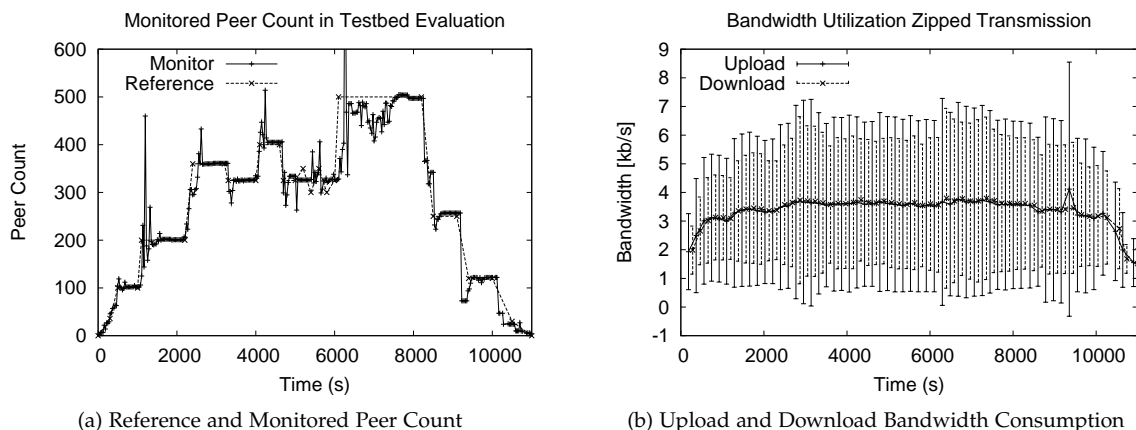 Monitored Peer Count in Testbed Evaluation
600
500
400
300
200
100
0
Peer Count
Monitor
Reference
0 2000 4000 6000 8000 10000
Time (s)
(a) Reference and Monitored Peer Count
Bandwidth Utilization Zipped Transmission
9
8
7
6
5
4
3
2
1
0
-1
Bandwidth [kb/s]
Upload
Download
0 2000 4000 6000 8000 10000
Time (s)
(b) Upload and Download Bandwidth Consumption